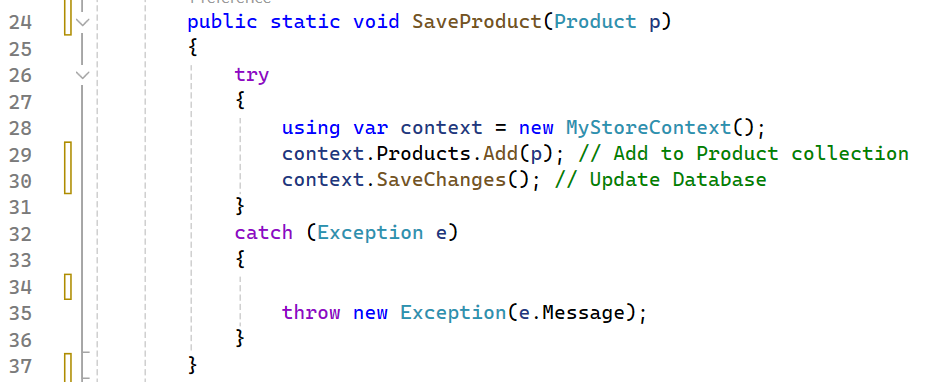 1 reference
24 public static void SaveProduct(Product p)
25 {
26 try
27 {
28 using var context = new MyStoreContext();
29 context.Products.Add(p); // Add to Product collection
30 context.SaveChanges(); // Update Database
31 }
32 catch (Exception e)
33 {
34
35 throw new Exception(e.Message);
36 }
37 }